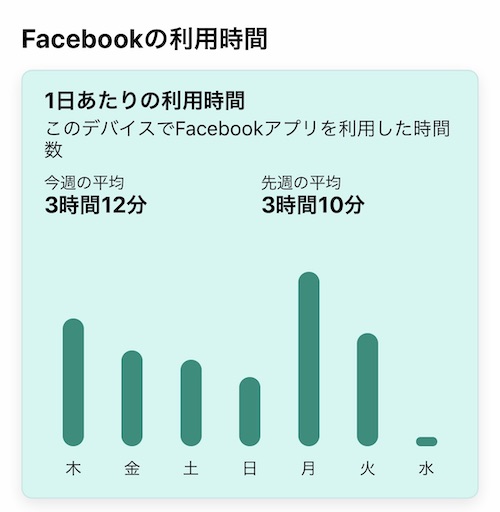 Facebookの利用時間
1日あたりの利用時間
このデバイスでFacebookアプリを利用した時間
数
今週の平均 先週の平均
3時間12分 3時間10分
木 金 土 日 月 火 水